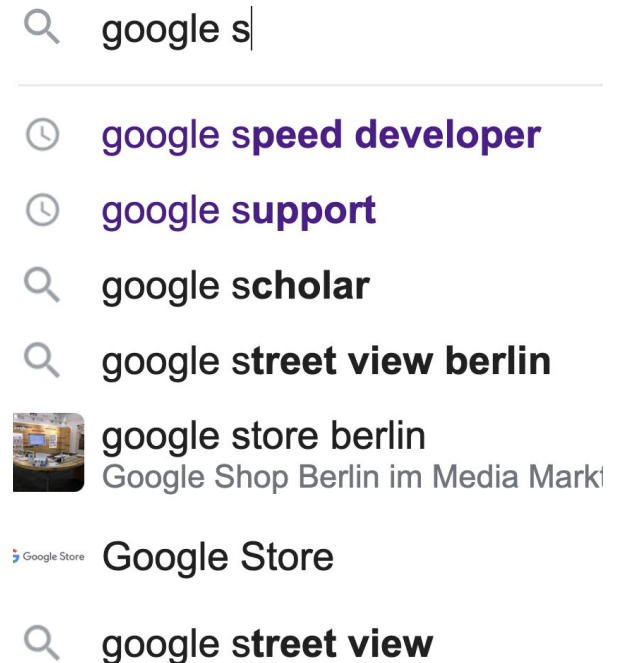 google s
google speed developer
google support
google scholar
google street view berlin
google store berlin
Google Shop Berlin im Media Markt
Google Store Google Store
google street view